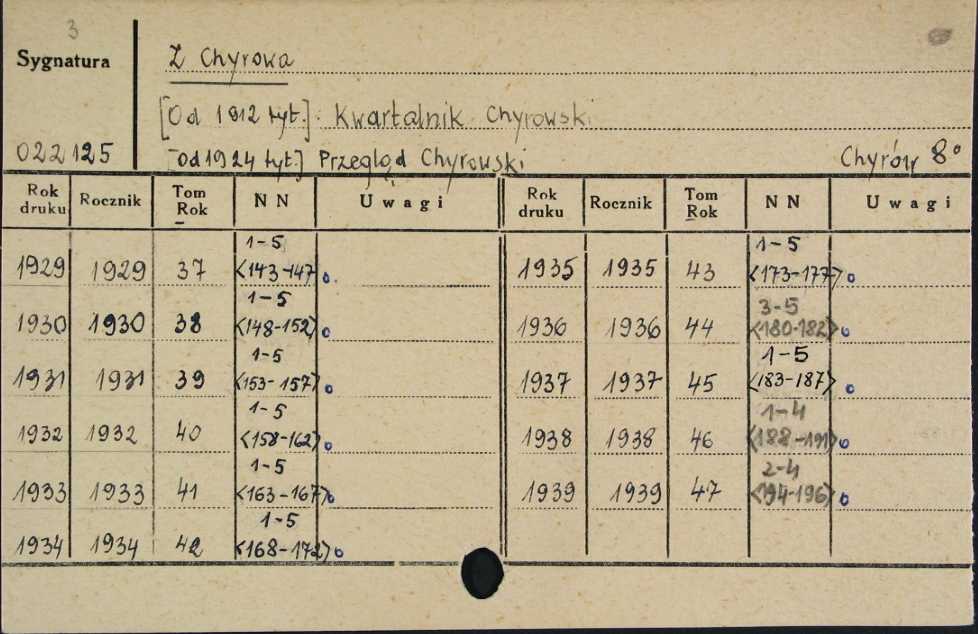 3
Sygnatura Z Chyrowa
[Od 1912 tyt.]: Kwartalnik Chyrowski
022125 [od 1924 tyt.] Przegląd Chyrowski Chyrów 8°
Rok druku Rocznik Tom Rok N N Uwagi Rok druku Rocznik Tom Rok N N Uwagi
1929 1929 37 1-5 <143-147> 1935 1935 43 1-5 <173-177>
1930 1930 38 1-5 <148-152> 1936 1936 44 3-5 <180-182>
1931 1931 39 1-5 <153-157> 1937 1937 45 1-5 <183-187>
1932 1932 40 1-5 <158-162> 1938 1938 46 1-4 <188-191>
1933 1933 41 1-5 <163-167> 1939 1939 47 2-4 <194-196>
1934 1934 42 1-5 <168-172>